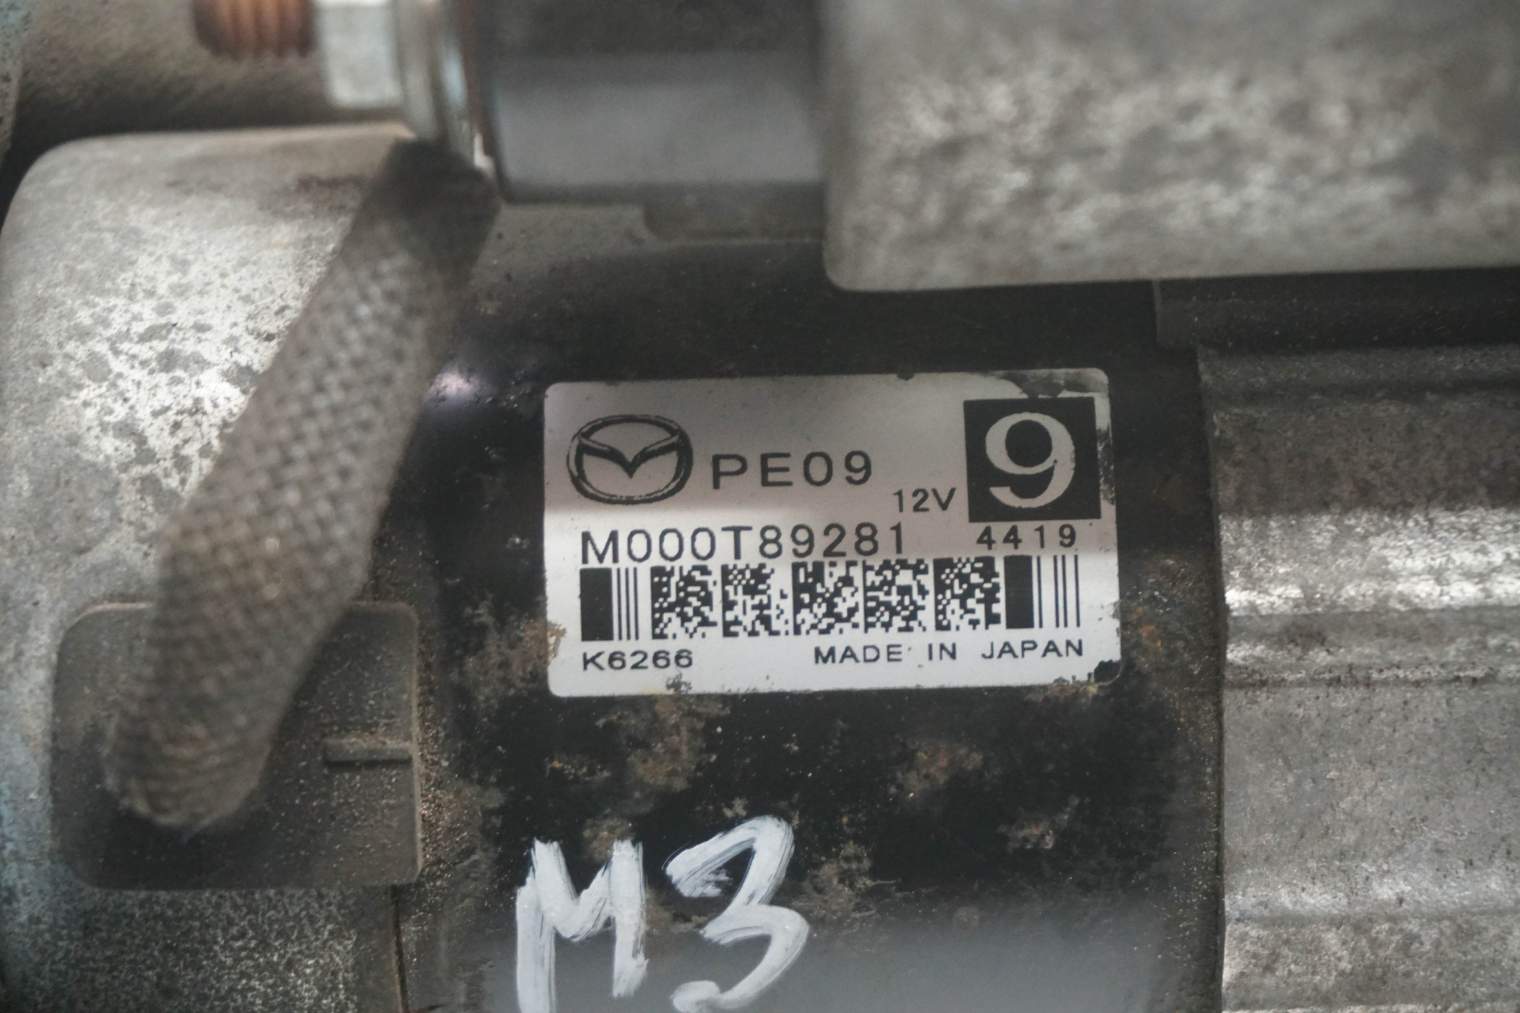 PE09
12V
9
M000T89281
4419
K6266
MADE IN JAPAN
M3